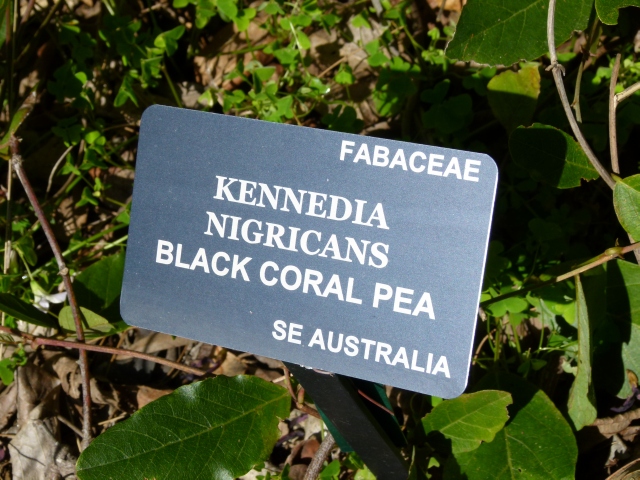 FABACEAE
KENNEDIA
NIGRICANS
BLACK CORAL PEA
SE AUSTRALIA